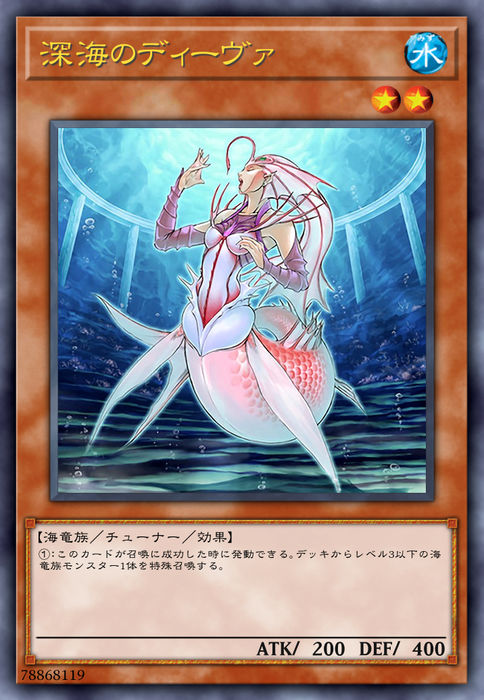 深海のディーヴァ
みず
水
【海竜族／チューナー／効果】
①：このカードが召喚に成功した時に発動できる。デッキからレベル3以下の海
竜族モンスター1体を特殊召喚する。
ATK/ 200 DEF/ 400
78868119